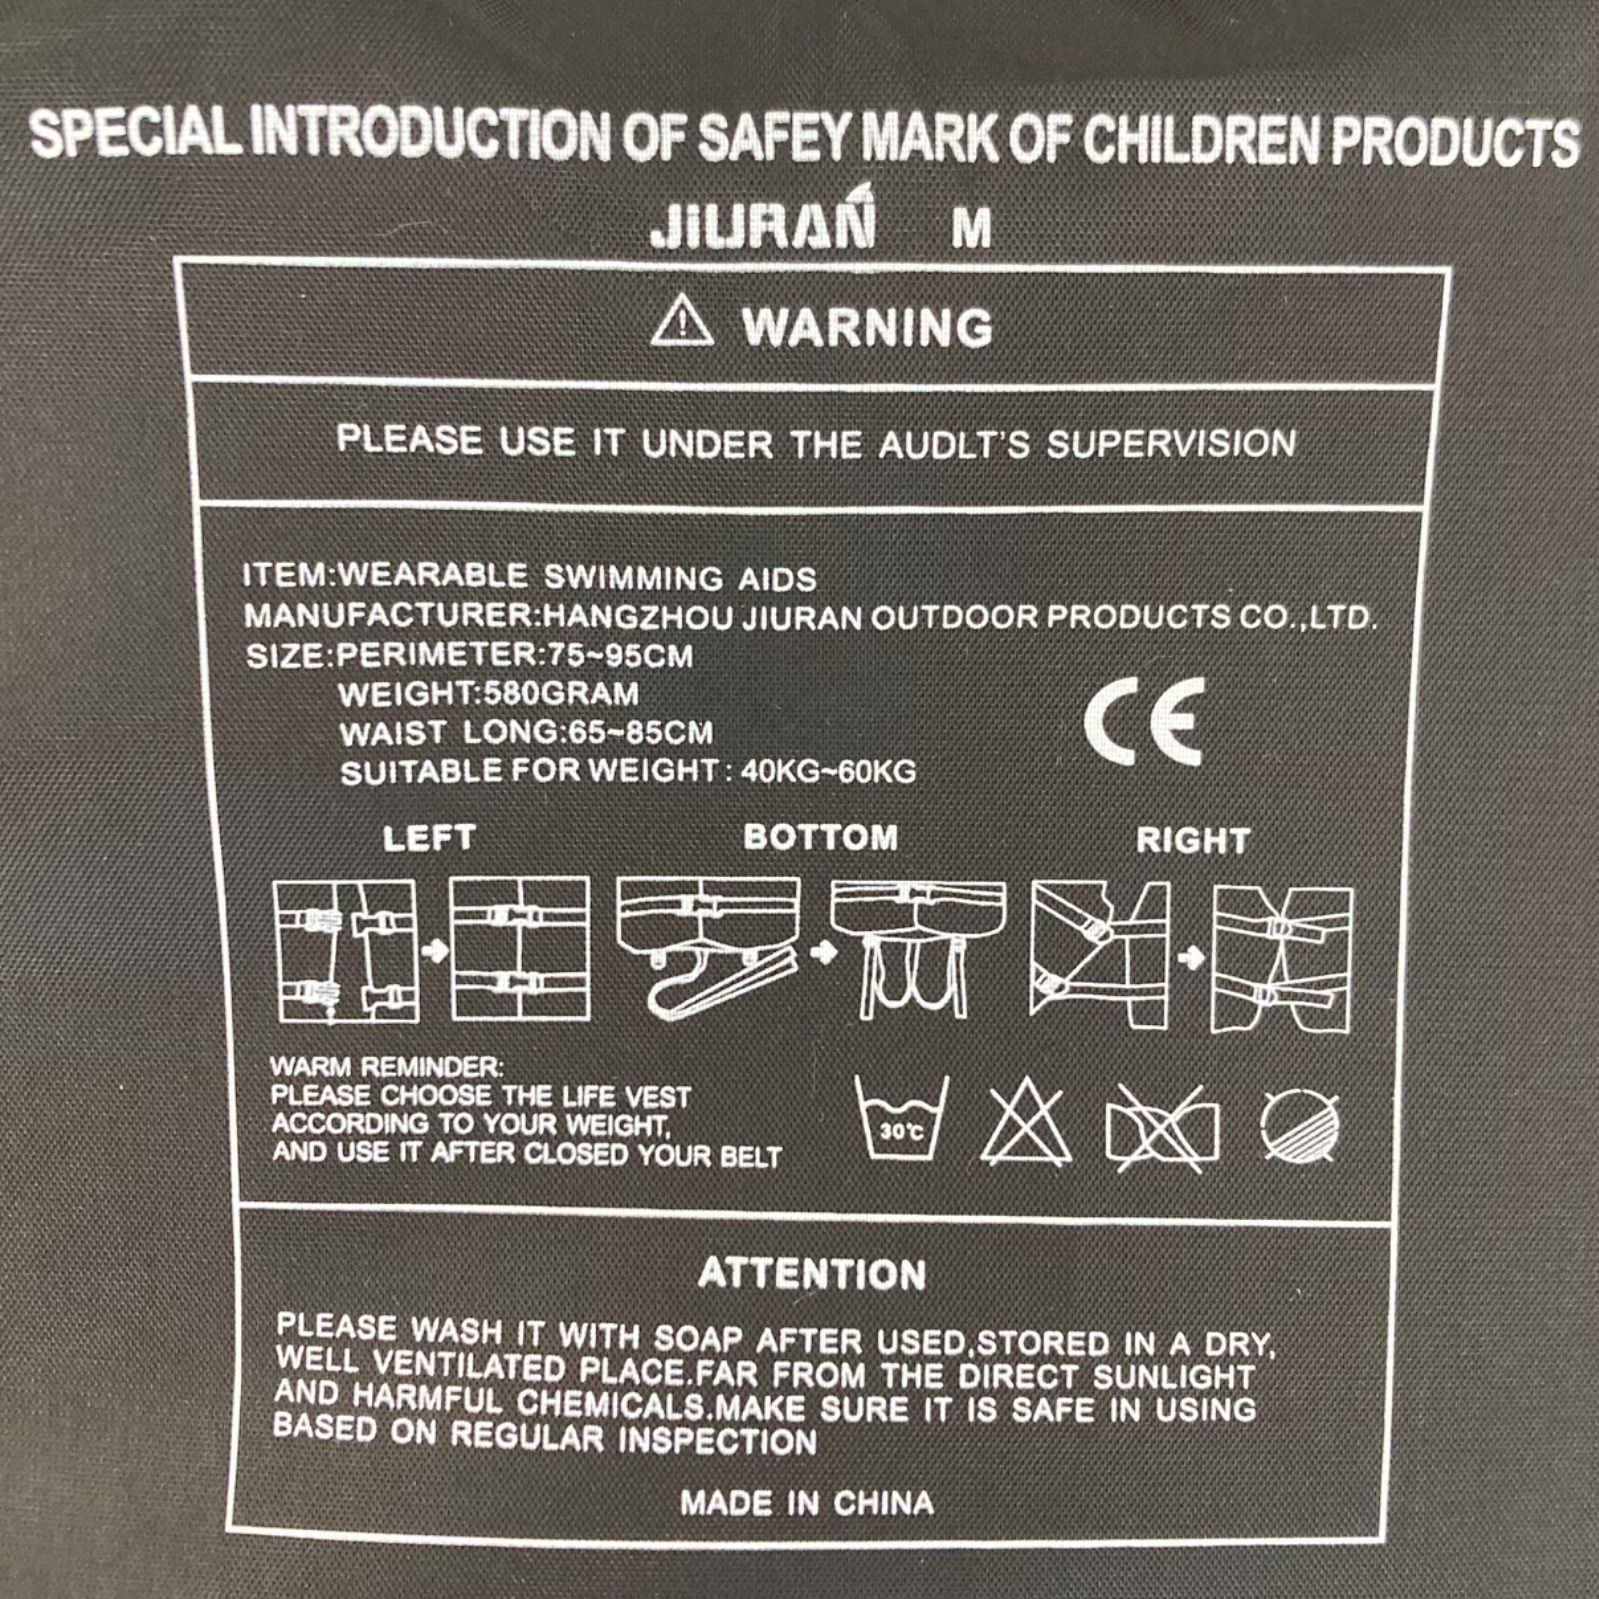 SPECIAL INTRODUCTION OF SAFEY MARK OF CHILDREN PRODUCTS
JIURAN M
WARNING
PLEASE USE IT UNDER THE AUDLT'S SUPERVISION
ITEM:WEARABLE SWIMMING AIDS
MANUFACTURER:HANGZHOU JIURAN OUTDOOR PRODUCTS CO.,LTD.
SIZE:PERIMETER:75~95CM
WEIGHT:580GRAM
WAIST LONG:65~85CM
SUITABLE FOR WEIGHT: 40KG~60KG
CE
LEFT BOTTOM RIGHT
WARM REMINDER:
PLEASE CHOOSE THE LIFE VEST
ACCORDING TO YOUR WEIGHT,
AND USE IT AFTER CLOSED YOUR BELT
30℃
ATTENTION
PLEASE WASH IT WITH SOAP AFTER USED,STORED IN A DRY,
WELL VENTILATED PLACE.FAR FROM THE DIRECT SUNLIGHT
AND HARMFUL CHEMICALS.MAKE SURE IT IS SAFE IN USING
BASED ON REGULAR INSPECTION
MADE IN CHINA